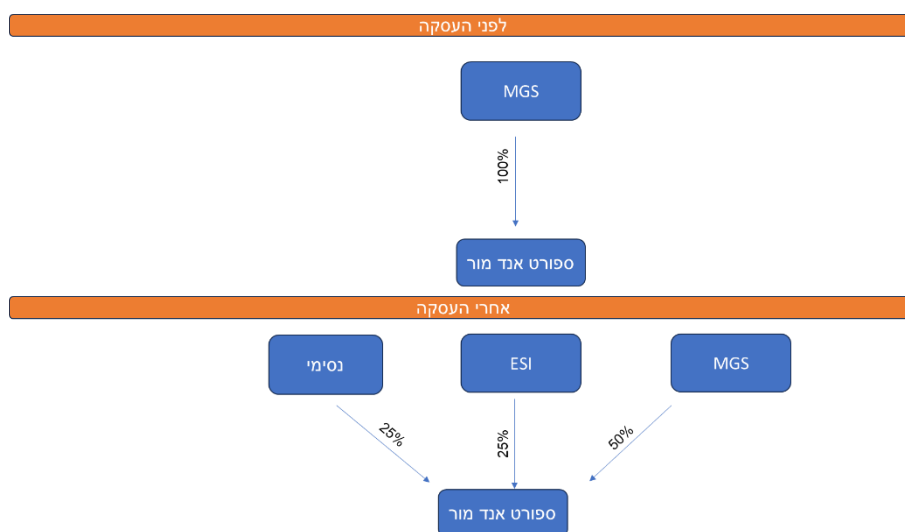 לפני העסקה
MGS
100%
ספורט אנד מור
אחרי העסקה
MGS
ESI
נסימי
50%
25%
25%
ספורט אנד מור